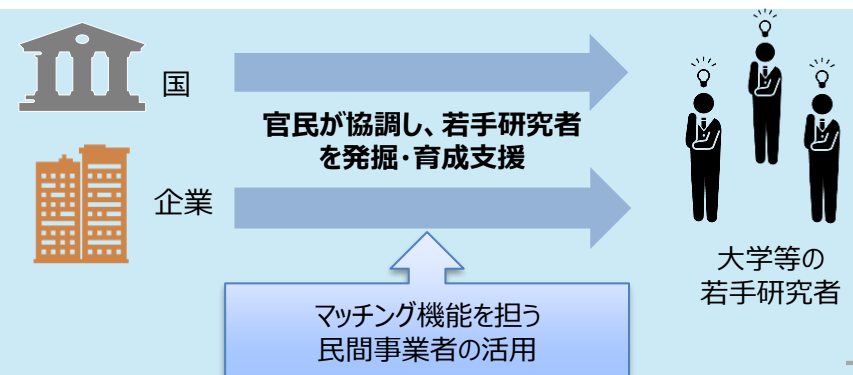 国
官民が協調し、若手研究者
を発掘・育成支援
企業
大学等の
若手研究者
マッチング機能を担う
民間事業者の活用